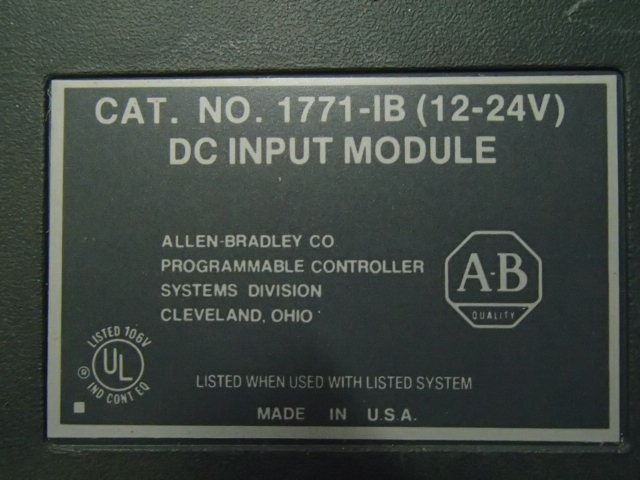 CAT. NO. 1771-IB (12-24V)
DC INPUT MODULE
ALLEN-BRADLEY CO
PROGRAMMABLE CONTROLLER
SYSTEMS DIVISION
CLEVELAND, OHIO
A-B
QUALITY
LISTED 106V
UL
IND CONT EQ
LISTED WHEN USED WITH LISTED SYSTEM
MADE IN U.S.A.